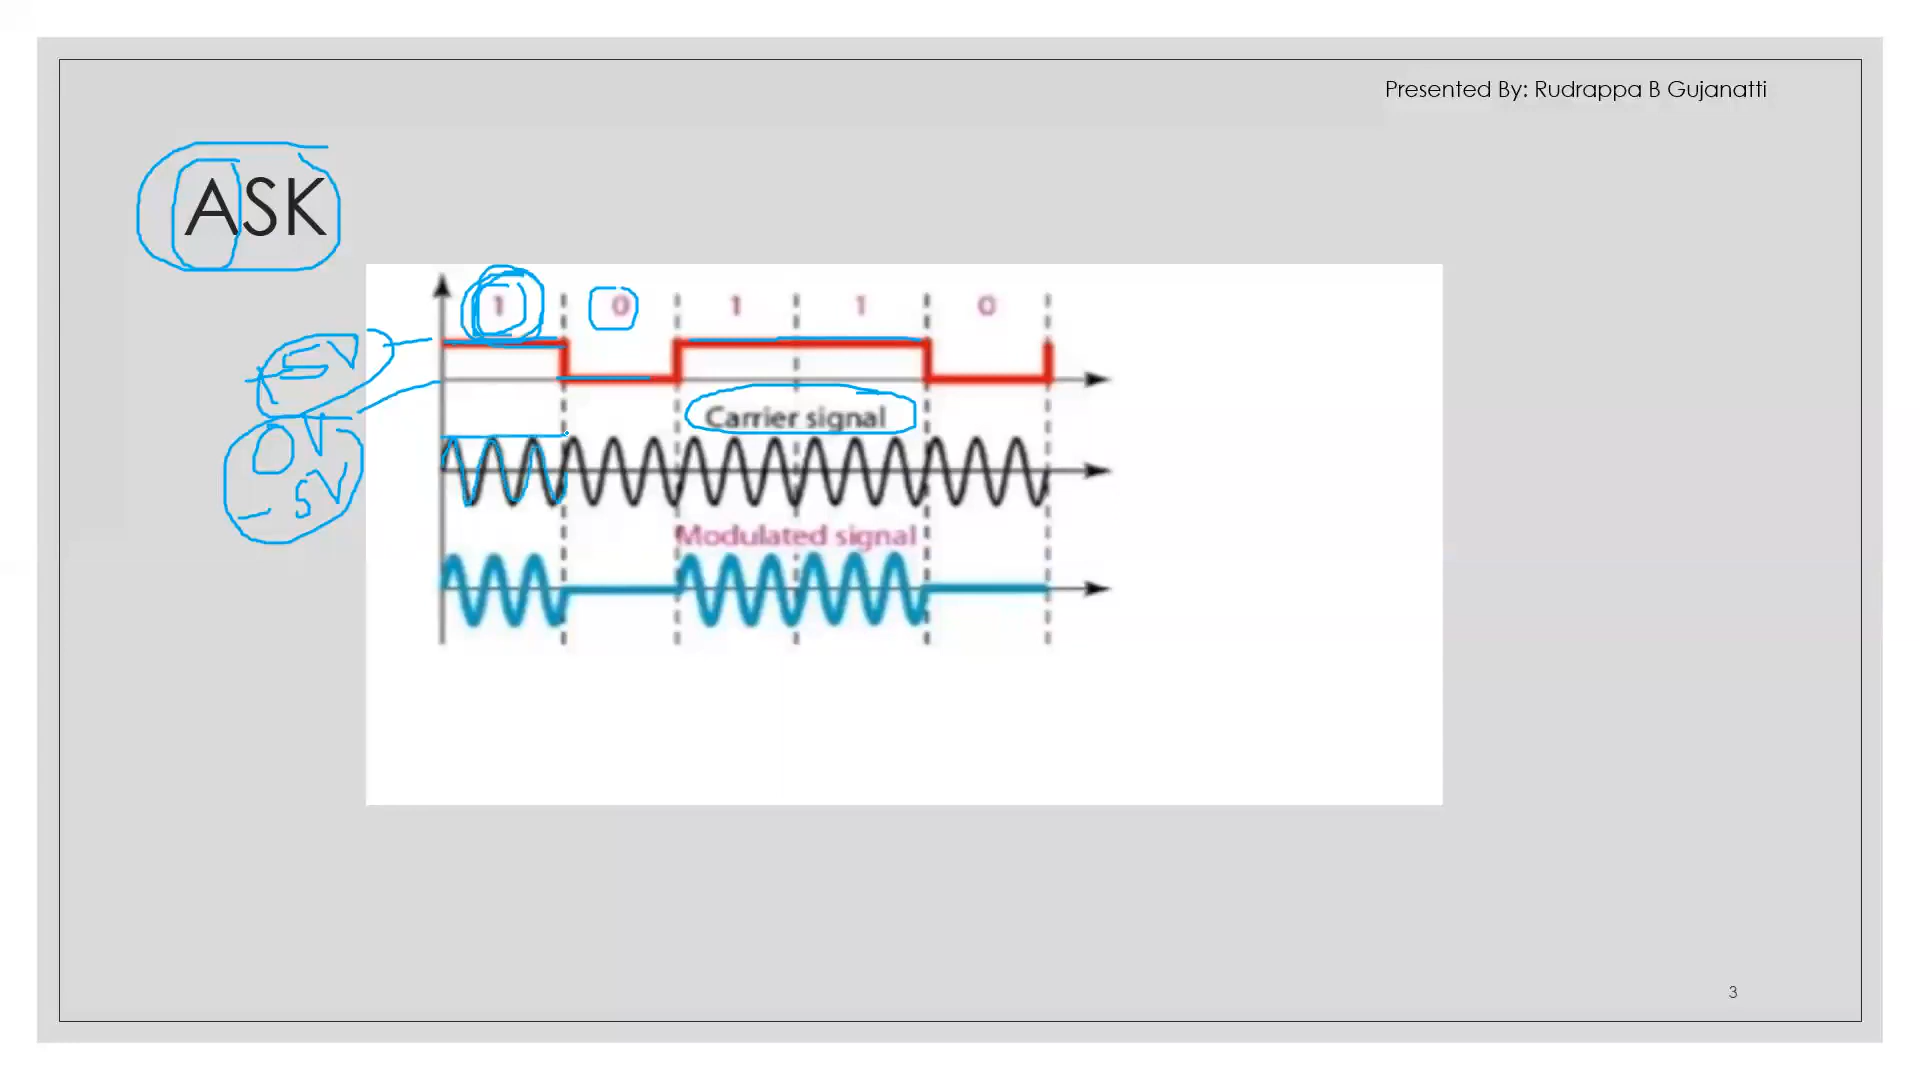 Presented By: Rudrappa B Gujanatti
ASK
1 0 1 1 0
5V
Carrier signal
0V
- 5V
Modulated signal
3